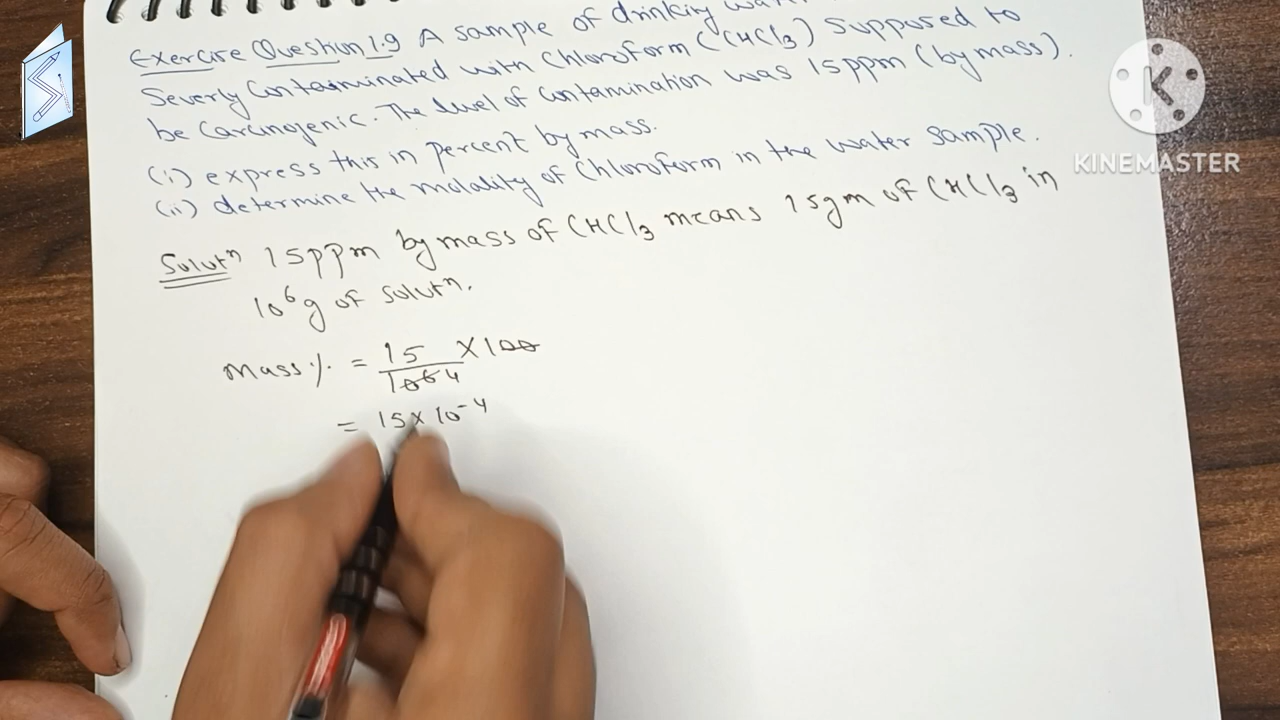 Exercise Question 1.9 A sample of drinking water
Severly Contaminated with Chloroform (CHCl3) Supposed to
be Carcinogenic. The level of Contamination was 15ppm (by mass).
(i) express this in percent by mass.
(ii) determine the molality of Chloroform in the water sample.
Solutn 15ppm by mass of CHCl3 means 15gm of CHCl3 in
10^6 g of solutn.
Mass % = 15/10^6 4 × 100
= 15 × 10^-4
K
KINEMASTER